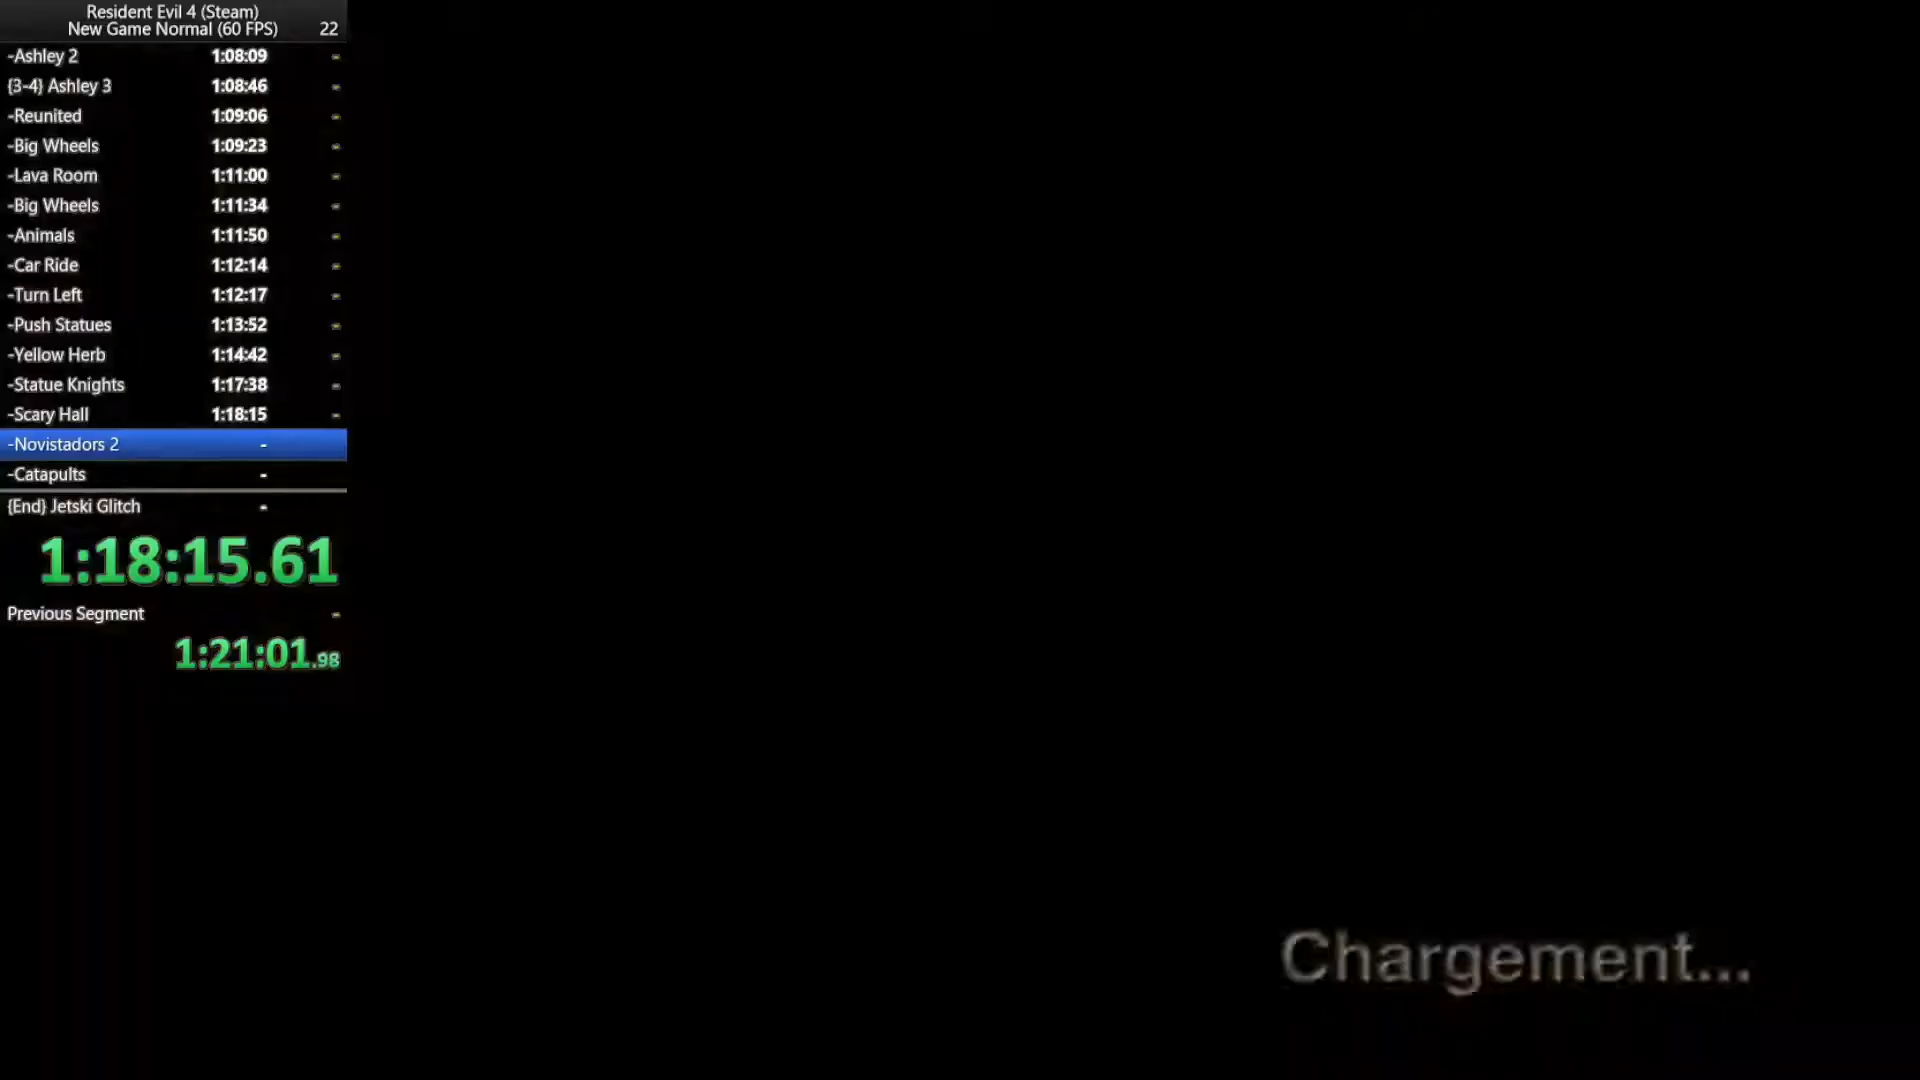 Resident Evil 4 (Steam)
New Game Normal (60 FPS) 22
-Ashley 2 1:08:09 -
{3-4} Ashley 3 1:08:46 -
-Reunited 1:09:06 -
-Big Wheels 1:09:23 -
-Lava Room 1:11:00 -
-Big Wheels 1:11:34 -
-Animals 1:11:50 -
-Car Ride 1:12:14 -
-Turn Left 1:12:17 -
-Push Statues 1:13:52 -
-Yellow Herb 1:14:42 -
-Statue Knights 1:17:38 -
-Scary Hall 1:18:15 -
-Novistadors 2 -
-Catapults -
{End} Jetski Glitch -
1:18:15.61
Previous Segment -
1:21:01.98
Chargement...